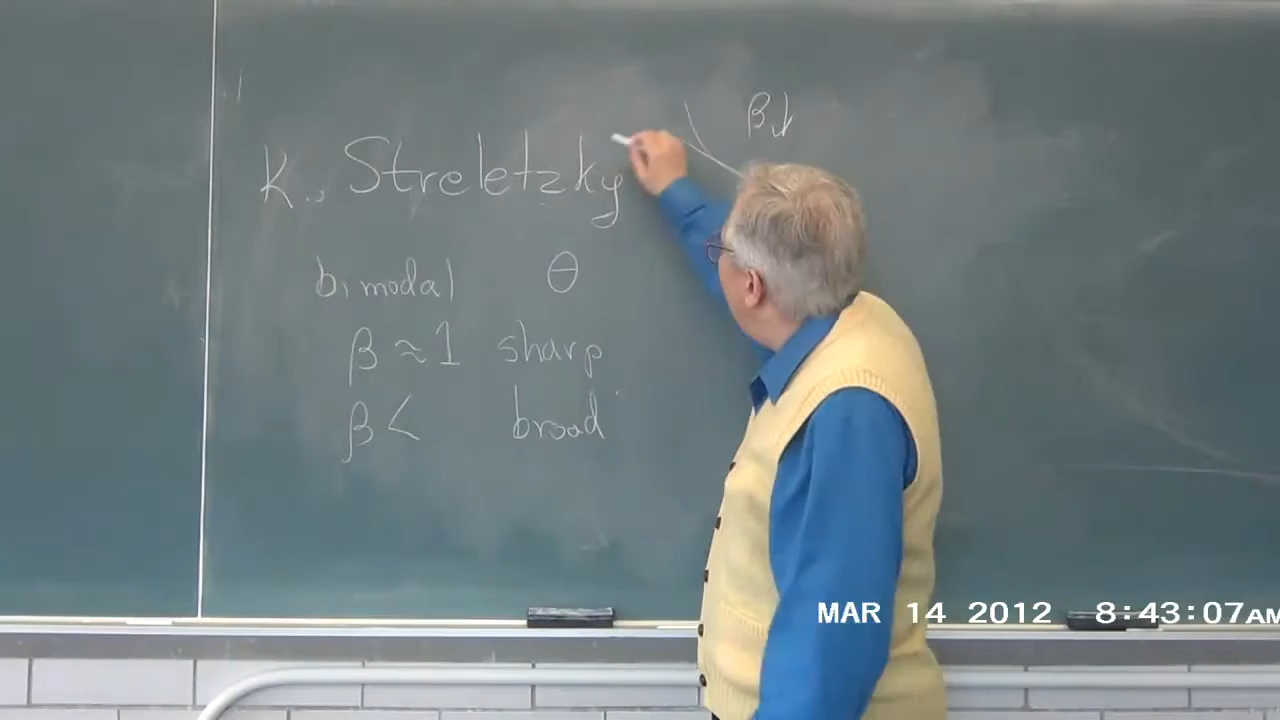 K. Streletzky
β
bimodal θ
β ≈ 1 sharp
β < broad
MAR 14 2012 8:43:07AM